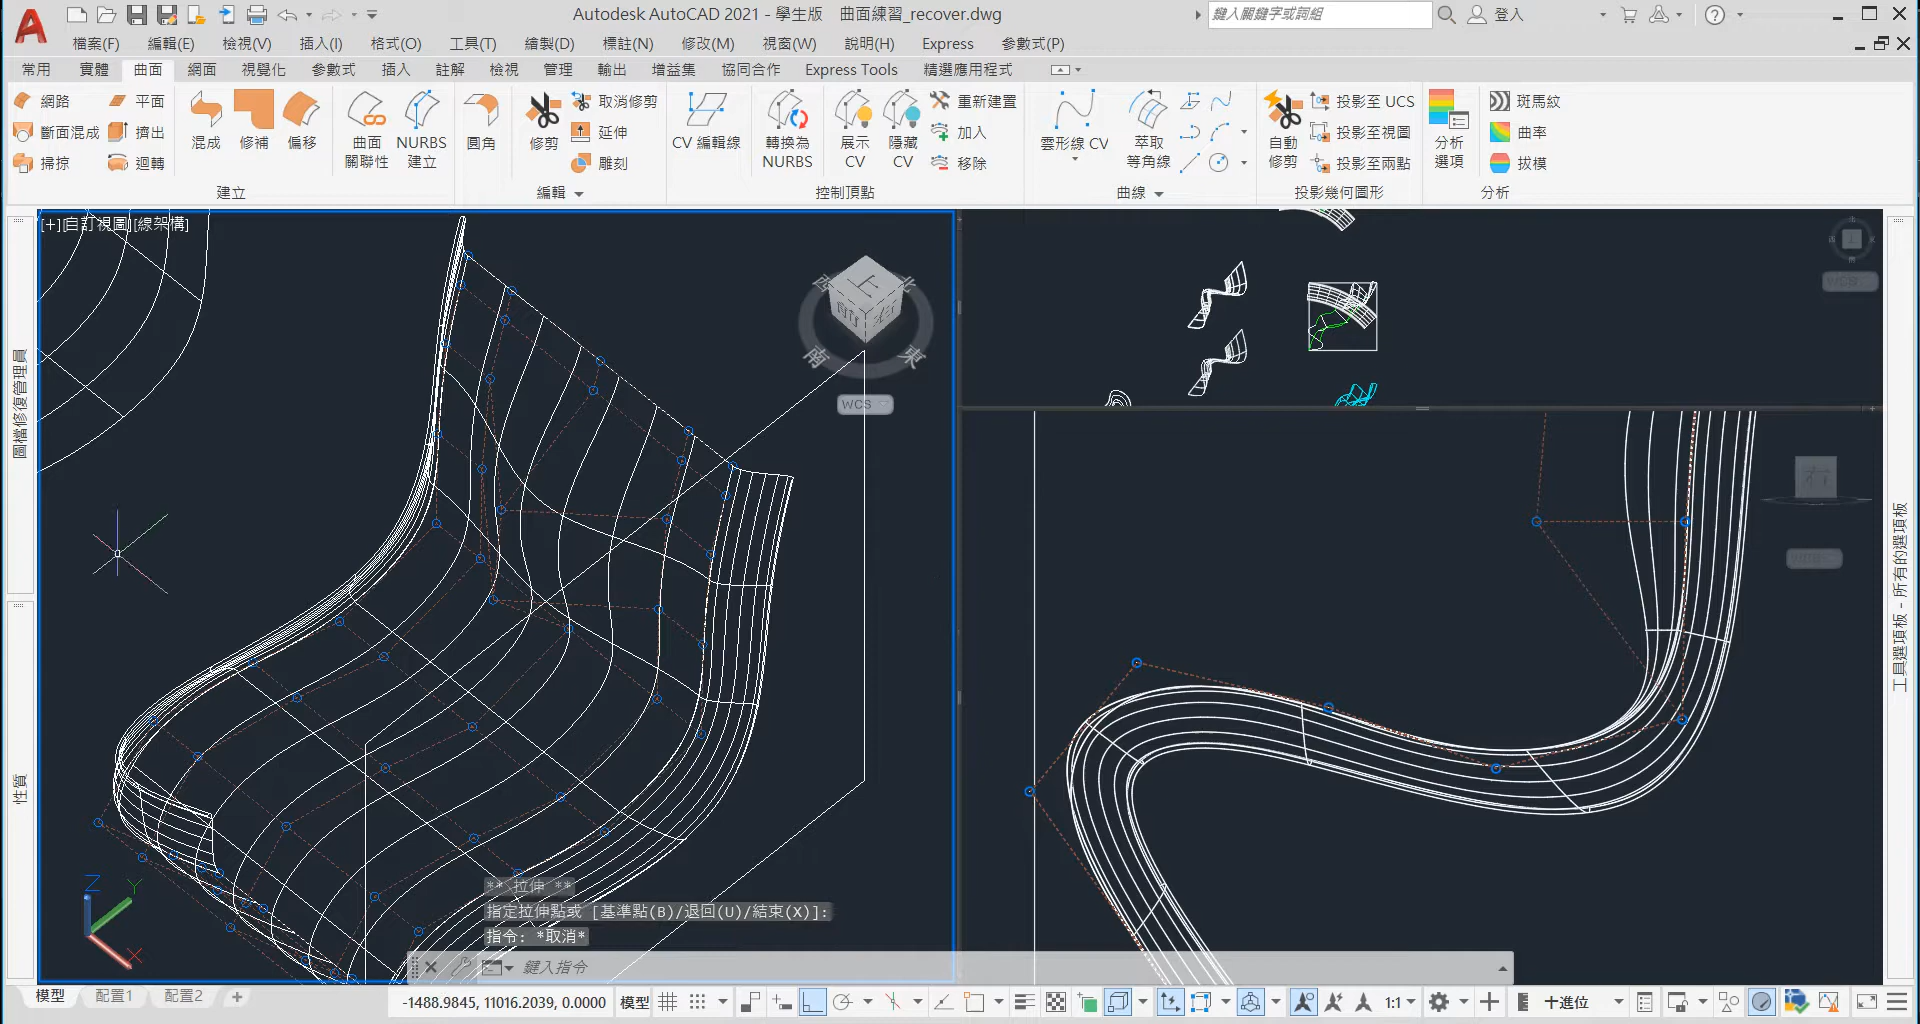 Autodesk AutoCAD 2021 - 學生版 曲面練習_recover.dwg
鍵入關鍵字或詞組
登入
檔案(F) 編輯(E) 檢視(V) 插入(I) 格式(O) 工具(T) 繪製(D) 標註(N) 修改(M) 視窗(W) 說明(H) Express 參數式(P)
常用 實體 曲面 網面 視覺化 參數式 插入 註解 檢視 管理 輸出 增益集 協同合作 Express Tools 精選應用程式
網路 平面
斷面混成 擠出
掃掠 迴轉
混成 修補 偏移
曲面
關聯性
NURBS
建立
圓角
修剪
取消修剪
延伸
雕刻
CV 編輯線
轉換為
NURBS
展示
CV
隱藏
CV
重新建置
加入
移除
雲形線 CV
萃取
等角線
自動
修剪
投影至 UCS
投影至視圖
投影至兩點
分析
選項
斑馬紋
曲率
拔模
建立 編輯 控制頂點 曲線 投影幾何圖形 分析
[+][自訂視圖][線架構]
圖檔修復管理員
性質
上
前
右
西
北
南
東
WCS
右
工具選項板 - 所有的選項板
Z
Y
X
** 拉伸 **
指定拉伸點或 [基準點(B)/退回(U)/結束(X)]:
指令: *取消*
鍵入指令
模型 配置1 配置2 +
-1488.9845, 11016.2039, 0.0000 模型 1:1 十進位